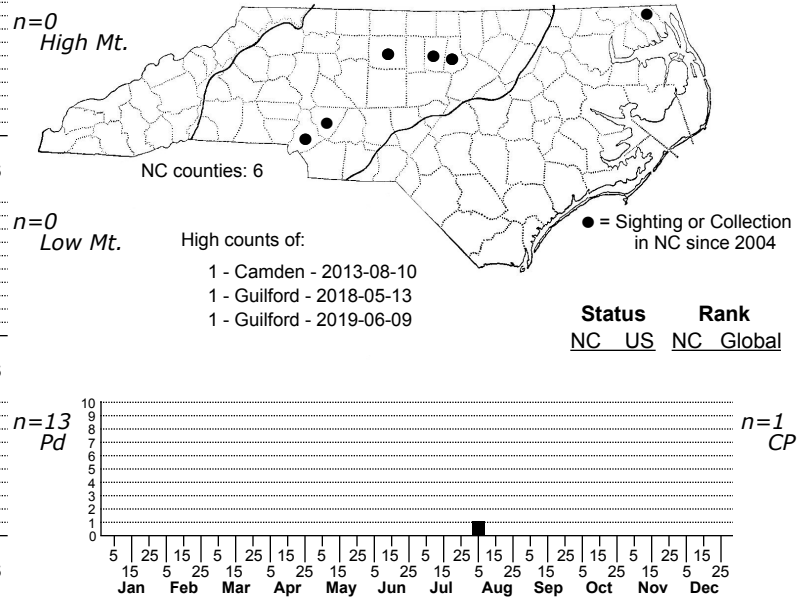 n=0
High Mt.
NC counties: 6
n=0
Low Mt.
High counts of:
1 - Camden - 2013-08-10
1 - Guilford - 2018-05-13
1 - Guilford - 2019-06-09
● = Sighting or Collection
in NC since 2004
Status Rank
NC US NC Global
n=13
Pd
n=1
CP
10
9
8
7
6
5
4
3
2
1
0
5 25 15 5 25 15 5 25 15 5 25 15 5 25 15 5 25 15
15 5 25 15 5 25 15 5 25 15 5 25 15 5 25 15 5 25
Jan Feb Mar Apr May Jun Jul Aug Sep Oct Nov Dec